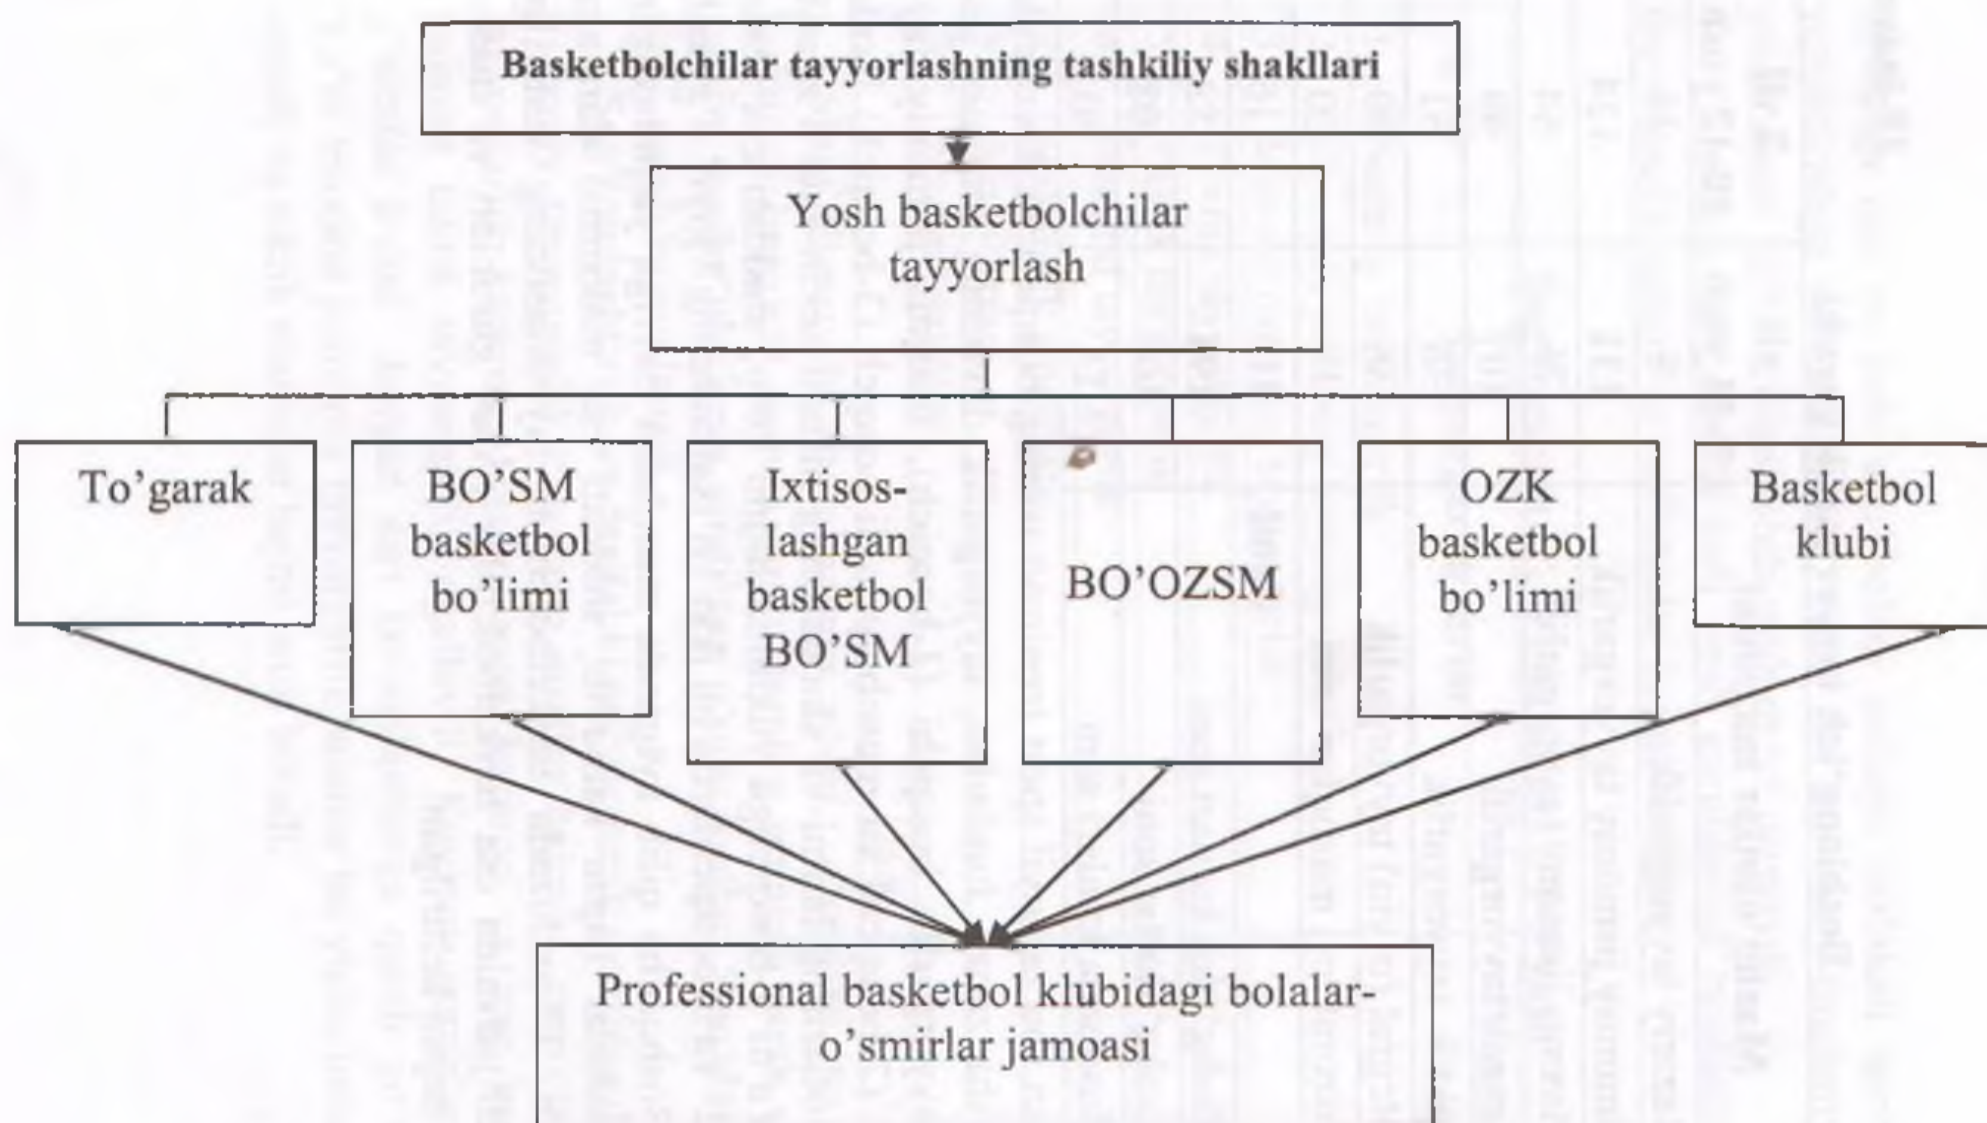 Basketbolchilar tayyorlashning tashkiliy shakllari
Yosh basketbolchilar
tayyorlash
To’garak
BO’SM
basketbol
bo’limi
Ixtisos-
lashgan
basketbol
BO’SM
BO’OZSM
OZK
basketbol
bo’limi
Basketbol
klubi
Professional basketbol klubidagi bolalar-
o’smirlar jamoasi